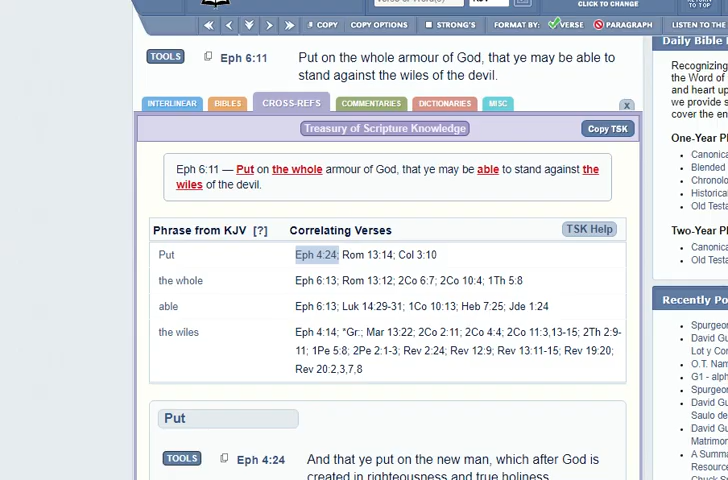 CLICK TO CHANGE
TO TOP
COPY
COPY OPTIONS
STRONG'S
FORMAT BY:
VERSE
PARAGRAPH
LISTEN TO THE
TOOLS
Eph 6:11
Put on the whole armour of God, that ye may be able to
stand against the wiles of the devil.
INTERLINEAR
BIBLES
CROSS-REFS
COMMENTARIES
DICTIONARIES
MISC
x
Treasury of Scripture Knowledge
Copy TSK
Eph 6:11 — Put on the whole armour of God, that ye may be able to stand against the
wiles of the devil.
Phrase from KJV [?]
Correlating Verses
TSK Help
Put
Eph 4:24; Rom 13:14; Col 3:10
the whole
Eph 6:13; Rom 13:12; 2Co 6:7; 2Co 10:4; 1Th 5:8
able
Eph 6:13; Luk 14:29-31; 1Co 10:13; Heb 7:25; Jde 1:24
the wiles
Eph 4:14; *Gr.; Mar 13:22; 2Co 2:11; 2Co 4:4; 2Co 11:3,13-15; 2Th 2:9-
11; 1Pe 5:8; 2Pe 2:1-3; Rev 2:24; Rev 12:9; Rev 13:11-15; Rev 19:20;
Rev 20:2,3,7,8
Put
TOOLS
Eph 4:24
And that ye put on the new man, which after God is
created in righteousness and true holiness.
Daily Bible
Recognizing
the Word of
and heart up
we provide s
cover the en
One-Year Pl
Canonica
Blended
Chronolo
Historica
Old Testa
Two-Year Pl
Canonica
Old Testa
Recently Po
Spurgeo
David Gu
Lot y Con
O.T. Nam
G1 - alph
Spurgeo
David Gu
Saulo de
David Gu
Matrimon
A Summa
Resource